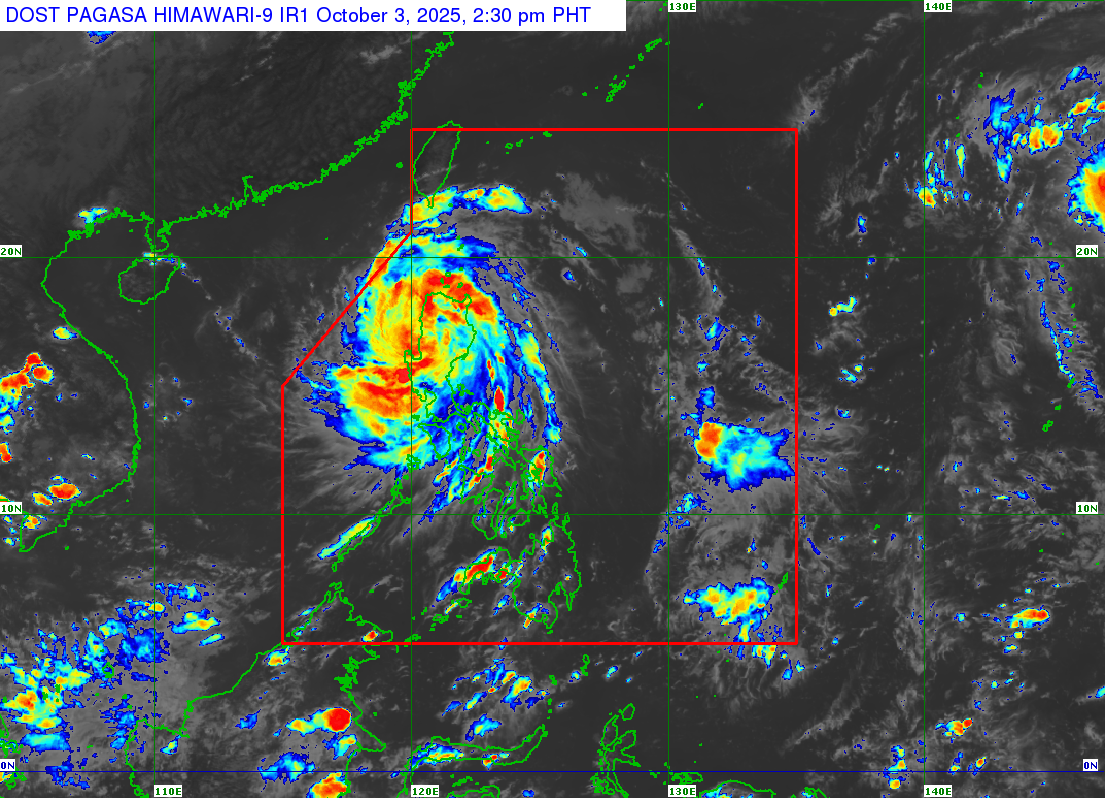 DOST PAGASA HIMAWARI-9 IR1 October 3, 2025, 2:30 pm PHT
130E 140E
20N 20N
10N 10N
0N 0N
110E 120E 130E 140E